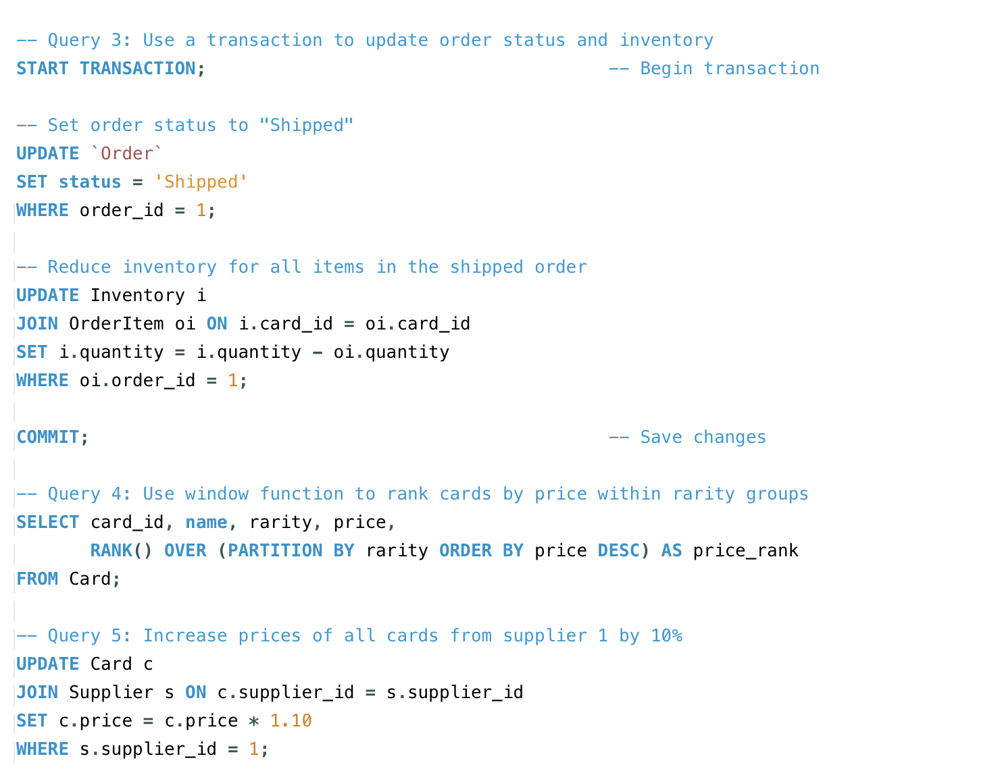 -- Query 3: Use a transaction to update order status and inventory
START TRANSACTION; -- Begin transaction
-- Set order status to "Shipped"
UPDATE `Order`
SET status = 'Shipped'
WHERE order_id = 1;
-- Reduce inventory for all items in the shipped order
UPDATE Inventory i
JOIN OrderItem oi ON i.card_id = oi.card_id
SET i.quantity = i.quantity - oi.quantity
WHERE oi.order_id = 1;
COMMIT; -- Save changes
-- Query 4: Use window function to rank cards by price within rarity groups
SELECT card_id, name, rarity, price,
RANK() OVER (PARTITION BY rarity ORDER BY price DESC) AS price_rank
FROM Card;
-- Query 5: Increase prices of all cards from supplier 1 by 10%
UPDATE Card c
JOIN Supplier s ON c.supplier_id = s.supplier_id
SET c.price = c.price * 1.10
WHERE s.supplier_id = 1;